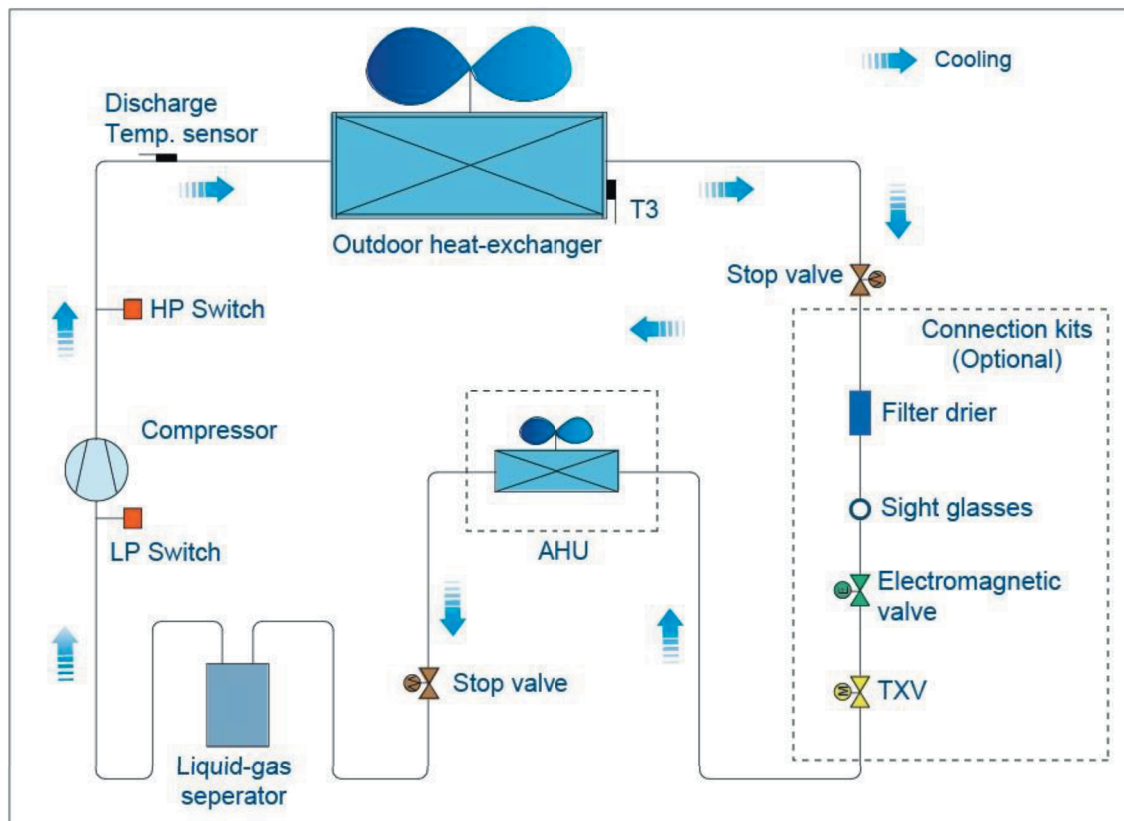 Cooling
Discharge
Temp. sensor
T3
Outdoor heat-exchanger
Stop valve
HP Switch
Connection kits
(Optional)
Filter drier
Compressor
Sight glasses
LP Switch
AHU
Electromagnetic
valve
E
Stop valve
TXV
M
Liquid-gas
seperator